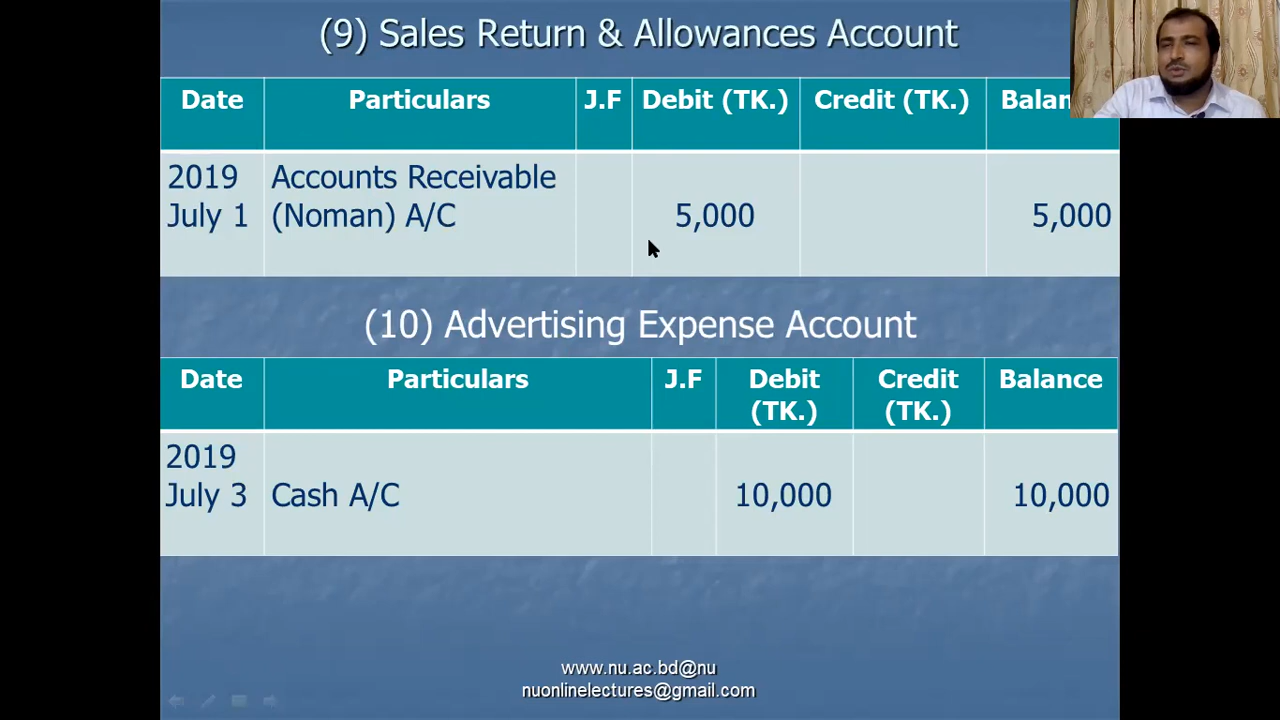 (9) Sales Return & Allowances Account
Date Particulars J.F Debit (TK.) Credit (TK.)
2019 Accounts Receivable
July 1 (Noman) A/C 5,000 5,000
(10) Advertising Expense Account
Date Particulars J.F Debit Credit Balance
(TK.) (TK.)
2019
July 3 Cash A/C 10,000 10,000
www.nu.ac.bd@nu
nuonlinelectures@gmail.com